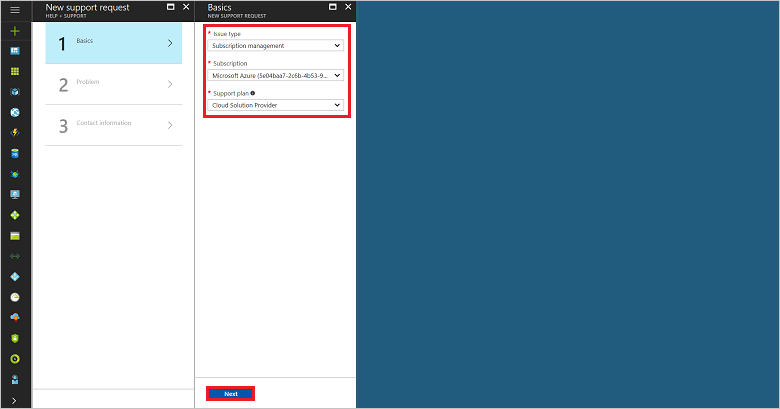 New support request
HELP + SUPPORT
1
Basics
2
Problem
3
Contact information
Basics
NEW SUPPORT REQUEST
* Issue type
Subscription management
* Subscription
Microsoft Azure (5e04baa7-2c6b-4b53-9...
* Support plan
Cloud Solution Provider
Next